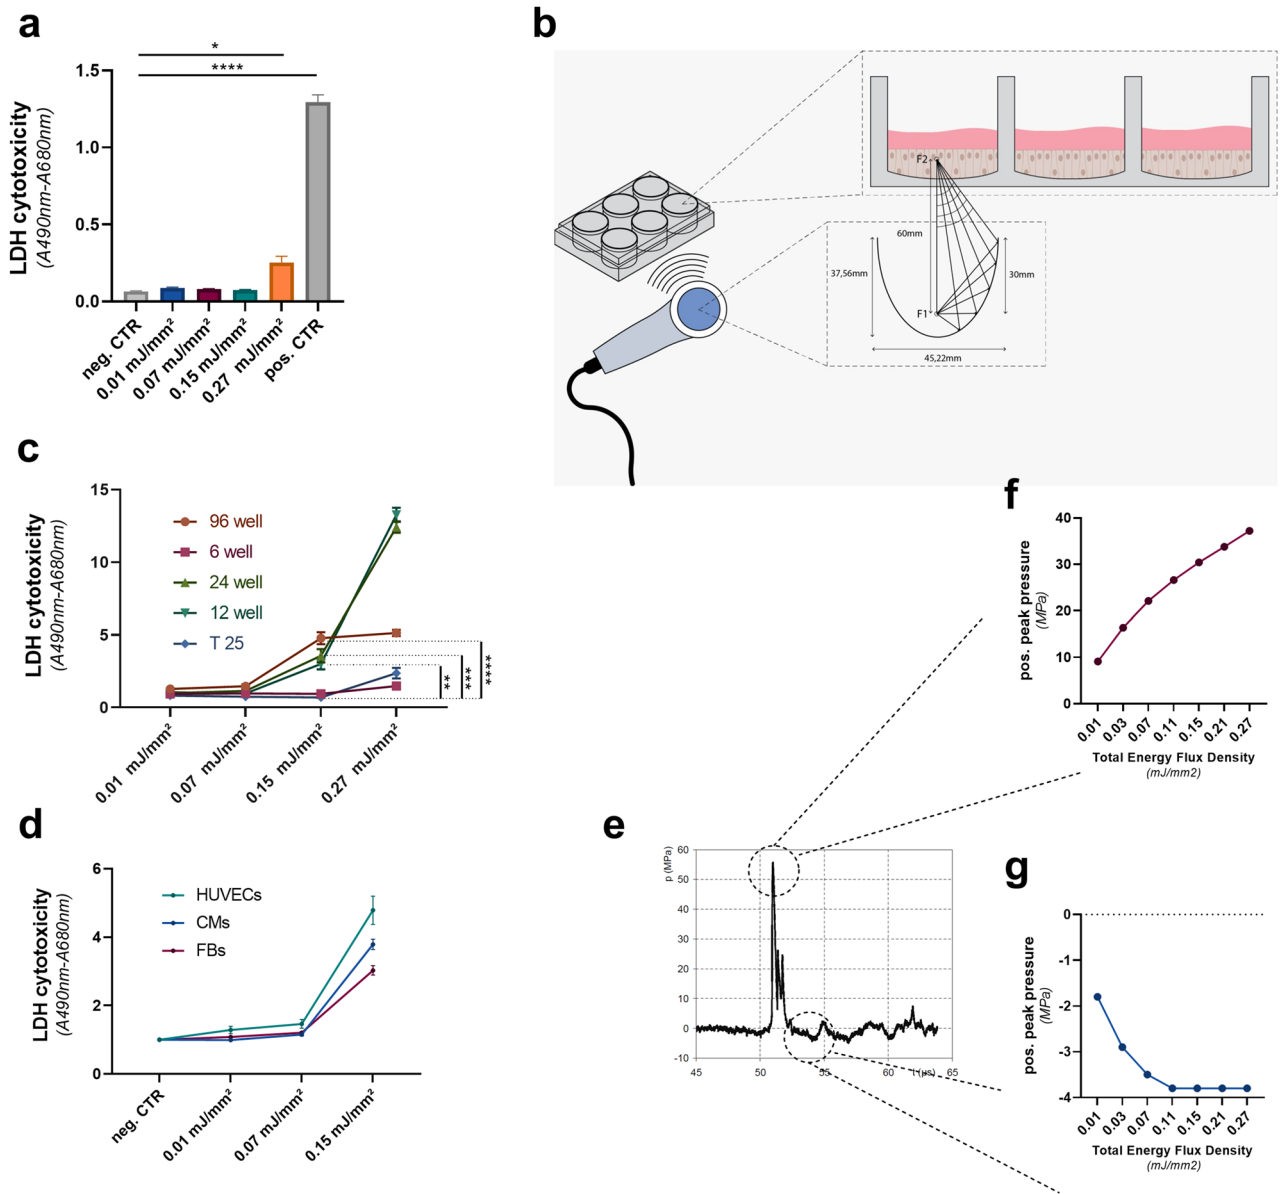 a
*
****
LDH cytotoxicity
(A490nm-A680nm)
1.5
1.0
0.5
0.0
neg. CTR
0.01 mJ/mm²
0.07 mJ/mm²
0.15 mJ/mm²
0.27 mJ/mm²
pos. CTR
b
F2
60mm
37,56mm
30mm
F1
45,22mm
c
LDH cytotoxicity
(A490nm-A680nm)
15
10
5
0
96 well
6 well
24 well
12 well
T 25
**
***
****
0.01 mJ/mm²
0.07 mJ/mm²
0.15 mJ/mm²
0.27 mJ/mm²
d
LDH cytotoxicity
(A490nm-A680nm)
6
4
2
0
HUVECs
CMs
FBs
neg. CTR
0.01 mJ/mm²
0.07 mJ/mm²
0.15 mJ/mm²
e
p (MPa)
60
50
40
30
20
10
0
-10
45
50
55
60
t (µs)
65
f
pos. peak pressure
(MPa)
40
30
20
10
0
0.01
0.03
0.07
0.11
0.15
0.21
0.27
Total Energy Flux Density
(mJ/mm2)
g
pos. peak pressure
(MPa)
0
-1
-2
-3
-4
0.01
0.03
0.07
0.11
0.15
0.21
0.27
Total Energy Flux Density
(mJ/mm2)